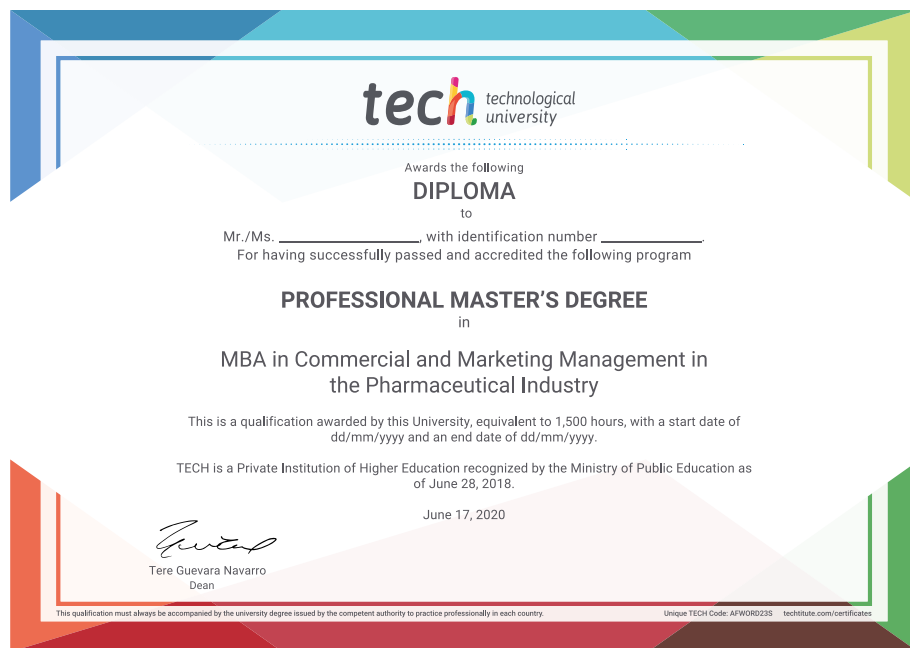 tech technological
university
Awards the following
DIPLOMA
to
Mr./Ms. ____________________, with identification number ______________.
For having successfully passed and accredited the following program
PROFESSIONAL MASTER'S DEGREE
in
MBA in Commercial and Marketing Management in
the Pharmaceutical Industry
This is a qualification awarded by this University, equivalent to 1,500 hours, with a start date of
dd/mm/yyyy and an end date of dd/mm/yyyy.
TECH is a Private Institution of Higher Education recognized by the Ministry of Public Education as
of June 28, 2018.
June 17, 2020
Tere Guevara Navarro
Dean
This qualification must always be accompanied by the university degree issued by the competent authority to practice professionally in each country. Unique TECH Code: AFWORD23S techtitute.com/certificates